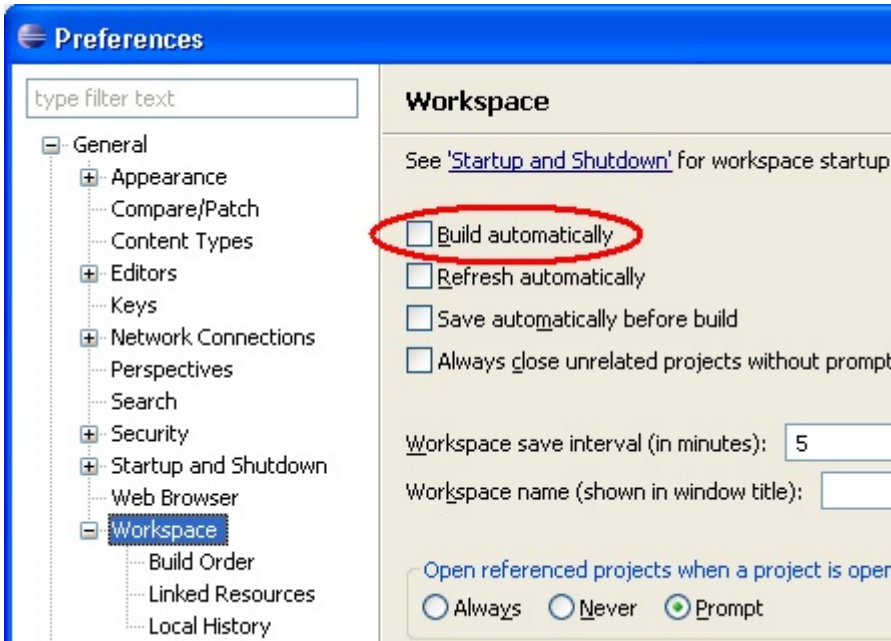 Preferences
type filter text
General
Appearance
Compare/Patch
Content Types
Editors
Keys
Network Connections
Perspectives
Search
Security
Startup and Shutdown
Web Browser
Workspace
Build Order
Linked Resources
Local History
Workspace
See 'Startup and Shutdown' for workspace startup
Build automatically
Refresh automatically
Save automatically before build
Always close unrelated projects without prompt
Workspace save interval (in minutes): 5
Workspace name (shown in window title):
Open referenced projects when a project is open
Always Never Prompt